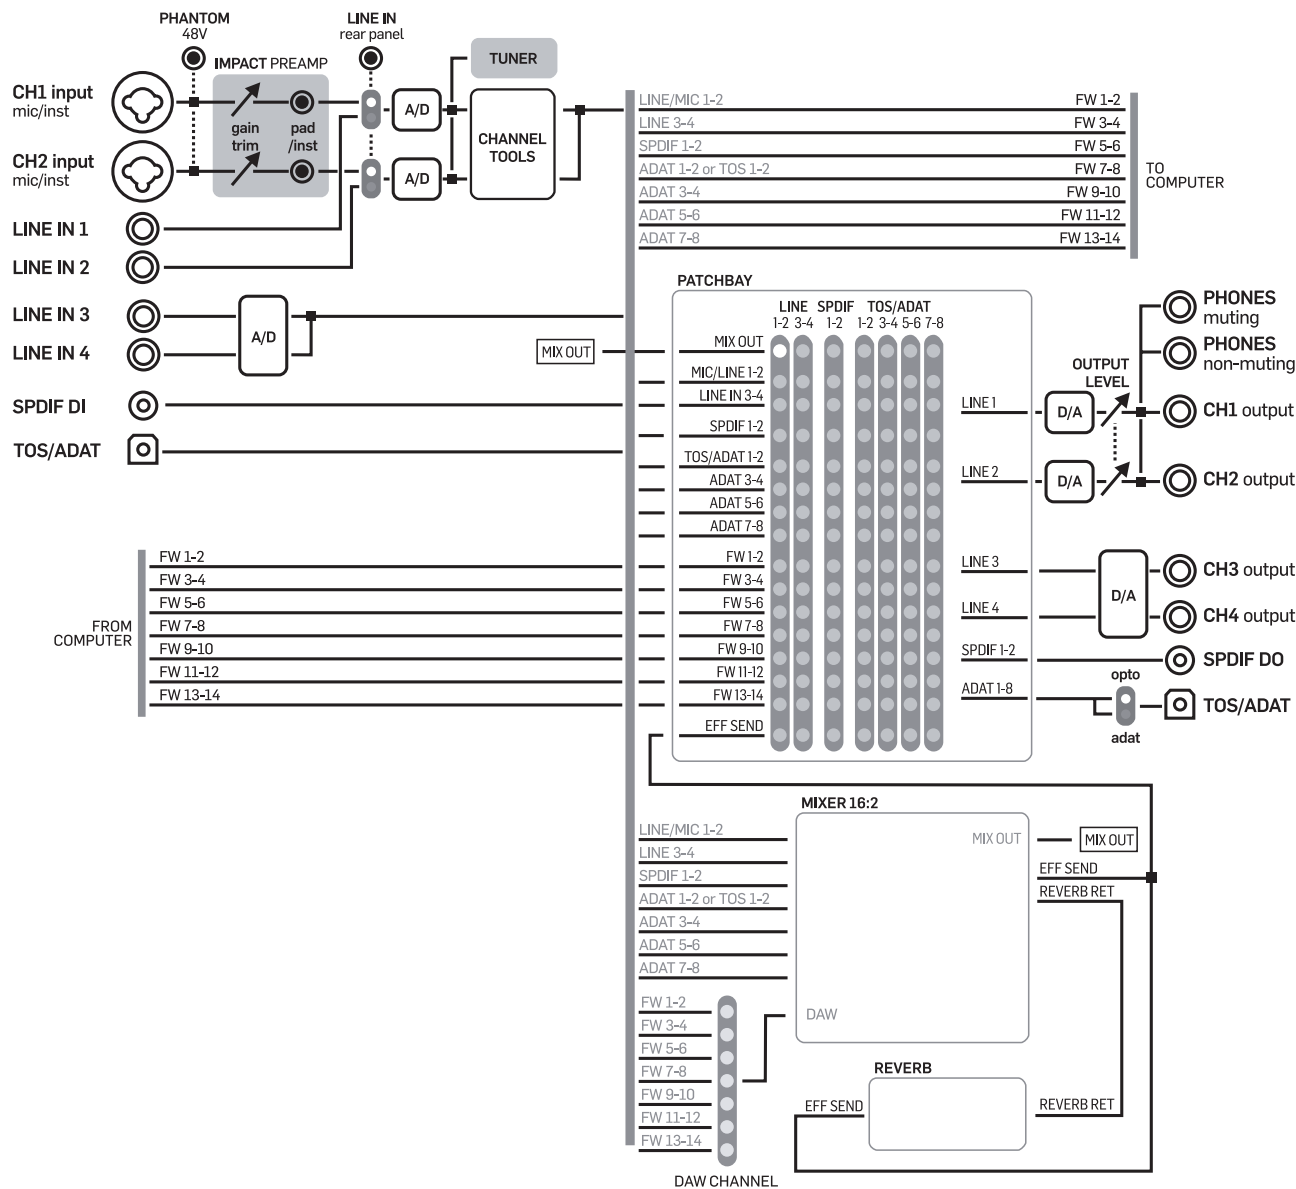 PHANTOM
48V
LINE IN
rear panel
IMPACT PREAMP
TUNER
CH1 input
mic/inst
gain
trim
pad
/inst
A/D
CHANNEL
TOOLS
CH2 input
mic/inst
A/D
LINE IN 1
LINE IN 2
LINE IN 3
LINE IN 4
A/D
SPDIF DI
TOS/ADAT
LINE/MIC 1-2
FW 1-2
LINE 3-4
FW 3-4
SPDIF 1-2
FW 5-6
ADAT 1-2 or TOS 1-2
FW 7-8
ADAT 3-4
FW 9-10
ADAT 5-6
FW 11-12
ADAT 7-8
FW 13-14
TO
COMPUTER
PATCHBAY
LINE SPDIF TOS/ADAT
1-2 3-4 1-2 1-2 3-4 5-6 7-8
MIX OUT
MIX OUT
MIC/LINE 1-2
LINE IN 3-4
SPDIF 1-2
TOS/ADAT 1-2
ADAT 3-4
ADAT 5-6
ADAT 7-8
FW 1-2
FW 3-4
FW 5-6
FW 7-8
FW 9-10
FW 11-12
FW 13-14
EFF SEND
LINE 1
LINE 2
LINE 3
LINE 4
SPDIF 1-2
ADAT 1-8
OUTPUT
LEVEL
D/A
D/A
D/A
opto
adat
PHONES
muting
PHONES
non-muting
CH1 output
CH2 output
CH3 output
CH4 output
SPDIF DO
TOS/ADAT
FROM
COMPUTER
FW 1-2
FW 3-4
FW 5-6
FW 7-8
FW 9-10
FW 11-12
FW 13-14
MIXER 16:2
LINE/MIC 1-2
LINE 3-4
SPDIF 1-2
ADAT 1-2 or TOS 1-2
ADAT 3-4
ADAT 5-6
ADAT 7-8
MIX OUT
MIX OUT
EFF SEND
REVERB RET
FW 1-2
FW 3-4
FW 5-6
FW 7-8
FW 9-10
FW 11-12
FW 13-14
DAW
DAW CHANNEL
REVERB
EFF SEND
REVERB RET